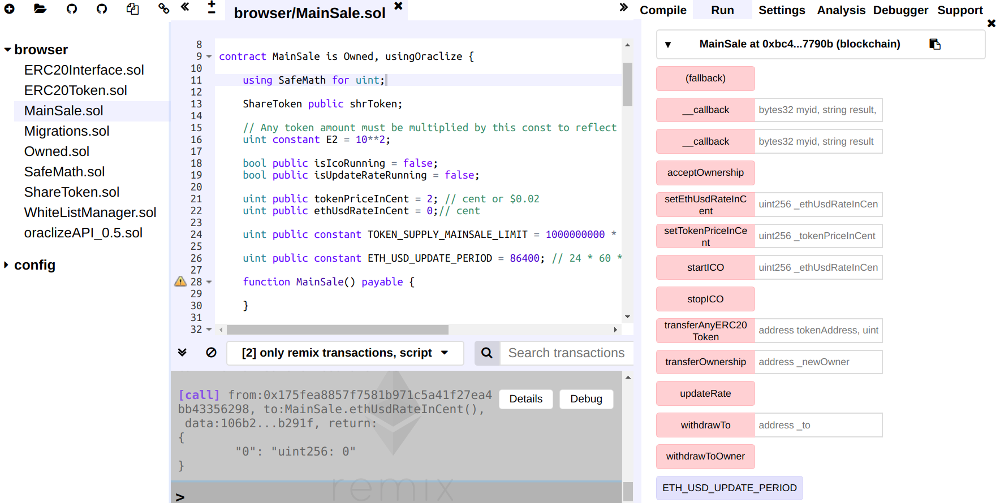 browser/MainSale.sol
Compile Run Settings Analysis Debugger Support
browser
ERC20Interface.sol
ERC20Token.sol
MainSale.sol
Migrations.sol
Owned.sol
SafeMath.sol
ShareToken.sol
WhiteListManager.sol
oraclizeAPI_0.5.sol
config
8
9 contract MainSale is Owned, usingOraclize {
10
11 using SafeMath for uint;
12
13 ShareToken public shrToken;
14
15 // Any token amount must be multiplied by this const to reflect
16 uint constant E2 = 10**2;
17
18 bool public isIcoRunning = false;
19 bool public isUpdateRateRunning = false;
20
21 uint public tokenPriceInCent = 2; // cent or $0.02
22 uint public ethUsdRateInCent = 0;// cent
23
24 uint public constant TOKEN_SUPPLY_MAINSALE_LIMIT = 1000000000 *
25
26 uint public constant ETH_USD_UPDATE_PERIOD = 86400; // 24 * 60 *
27
28 function MainSale() payable {
29
30 }
31
32
[2] only remix transactions, script
Search transactions
[call] from:0x175fea8857f7581b971c5a41f27ea4
bb43356298, to:MainSale.ethUsdRateInCent(),
data:106b2...b291f, return:
{
"0": "uint256: 0"
}
Details
Debug
remix
>
MainSale at 0xbc4...7790b (blockchain)
(fallback)
__callback bytes32 myid, string result,
__callback bytes32 myid, string result
acceptOwnership
setEthUsdRateInC
ent
uint256 _ethUsdRateInCen
setTokenPriceInCe
nt
uint256 _tokenPriceInCent
startICO uint256 _ethUsdRateInCen
stopICO
transferAnyERC20
Token
address tokenAddress, uint
transferOwnership address _newOwner
updateRate
withdrawTo address _to
withdrawToOwner
ETH_USD_UPDATE_PERIOD